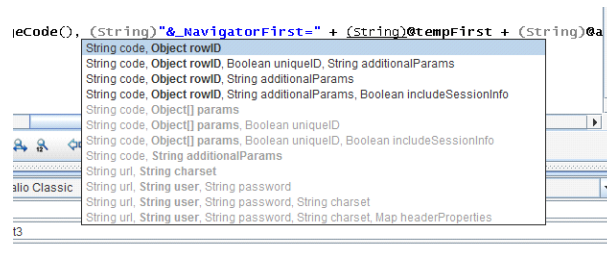 geCode(), (String)"&_NavigatorFirst=" + (String)@tempFirst + (String)@a
String code, Object rowID
String code, Object rowID, Boolean uniqueID, String additionalParams
String code, Object rowID, String additionalParams
String code, Object rowID, String additionalParams, Boolean includeSessionInfo
String code, Object[] params
String code, Object[] params, Boolean uniqueID
String code, Object[] params, Boolean uniqueID, Boolean includeSessionInfo
String code, String additionalParams
String url, String charset
alio Classic
String url, String user, String password
String url, String user, String password, String charset
String url, String user, String password, String charset, Map headerProperties
t3